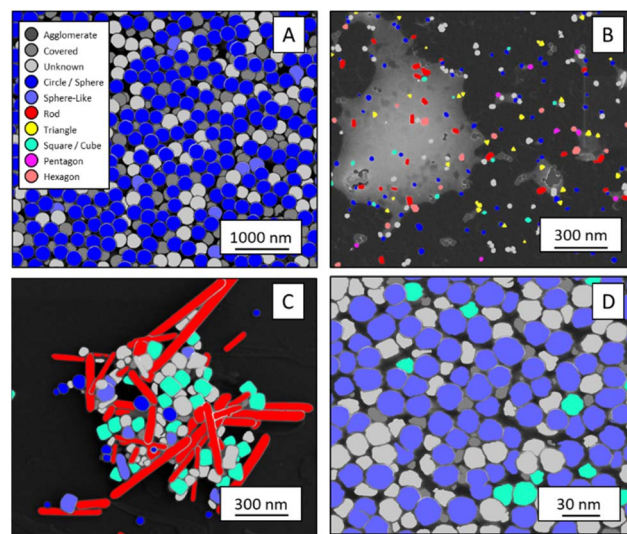 A
Agglomerate
Covered
Unknown
Circle / Sphere
Sphere-Like
Rod
Triangle
Square / Cube
Pentagon
Hexagon
1000 nm
B
300 nm
C
300 nm
D
30 nm